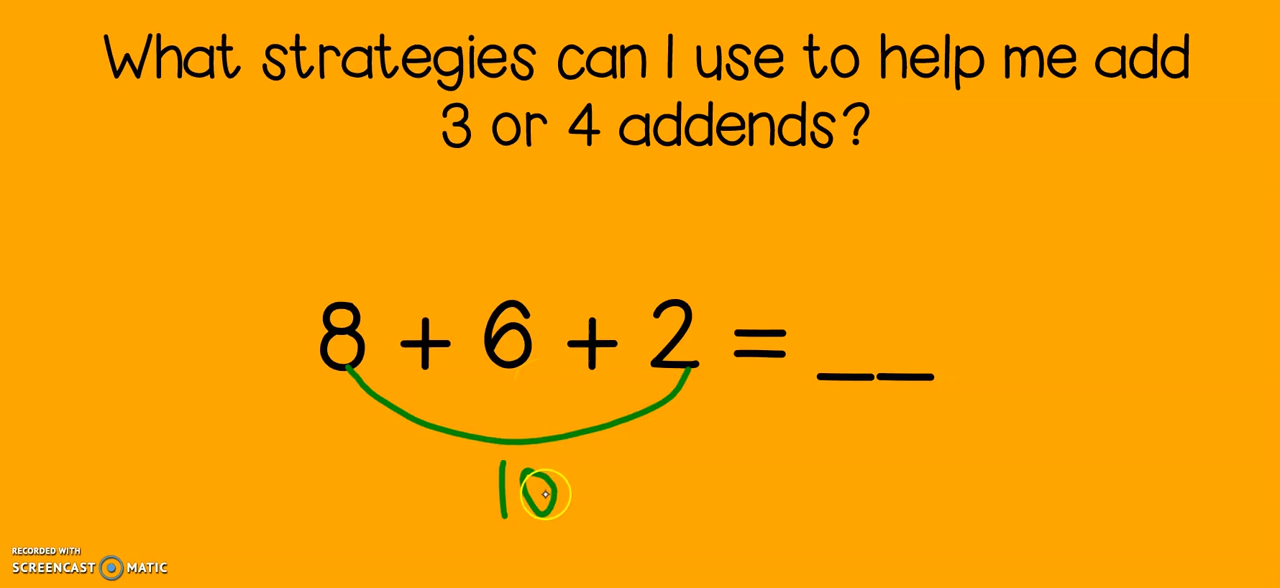 What strategies can I use to help me add
3 or 4 addends?
8 + 6 + 2 = __
10
RECORDED WITH
SCREENCAST MATIC